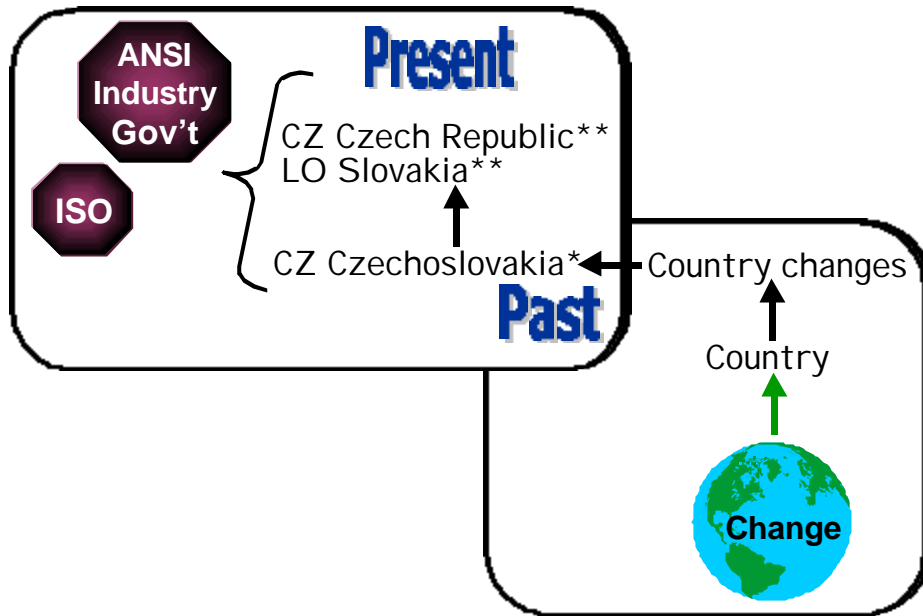 ANSI
Industry
Gov't
ISO
Present
CZ Czech Republic**
LO Slovakia**
CZ Czechoslovakia*
Past
Country changes
Country
Change